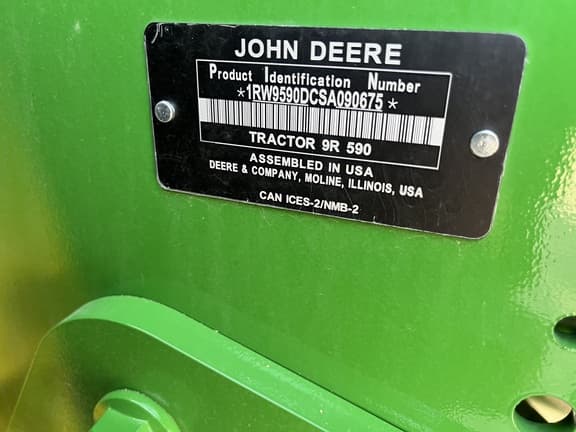 JOHN DEERE
Product Identification Number
*1RW9590DCSA090675*
TRACTOR 9R 590
ASSEMBLED IN USA
DEERE & COMPANY, MOLINE, ILLINOIS, USA
CAN ICES-2/NMB-2